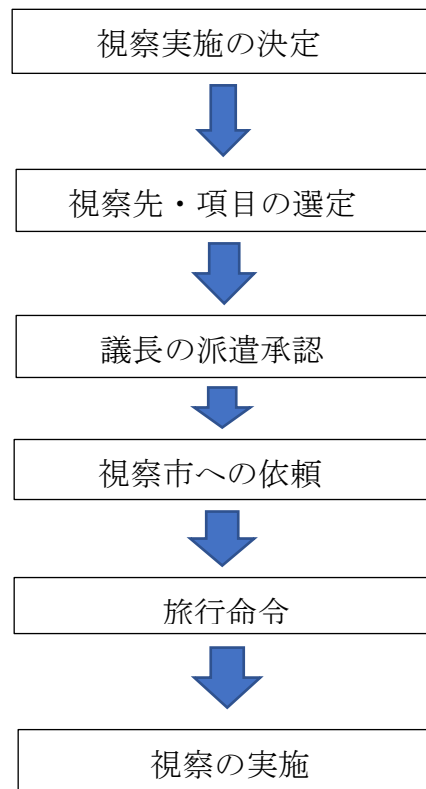 視察実施の決定
視察先・項目の選定
議長の派遣承認
視察市への依頼
旅行命令
視察の実施